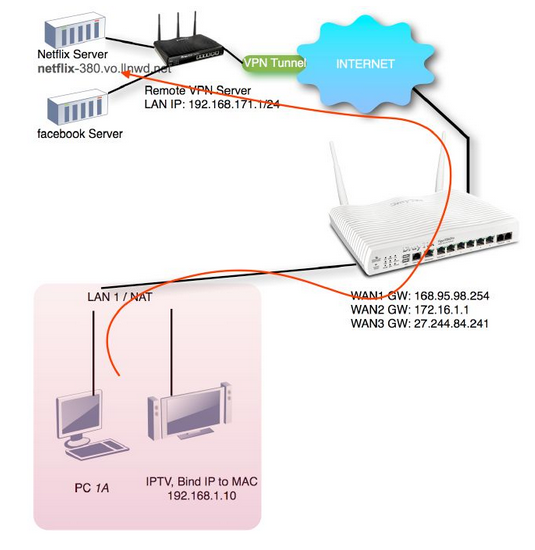 Netflix Server
netflix-380.vo.llnwd.net
VPN Tunnel
INTERNET
Remote VPN Server
LAN IP: 192.168.171.1/24
facebook Server
WAN1 GW: 168.95.98.254
WAN2 GW: 172.16.1.1
WAN3 GW: 27.244.84.241
LAN 1 / NAT
PC 1A
IPTV, Bind IP to MAC
192.168.1.10